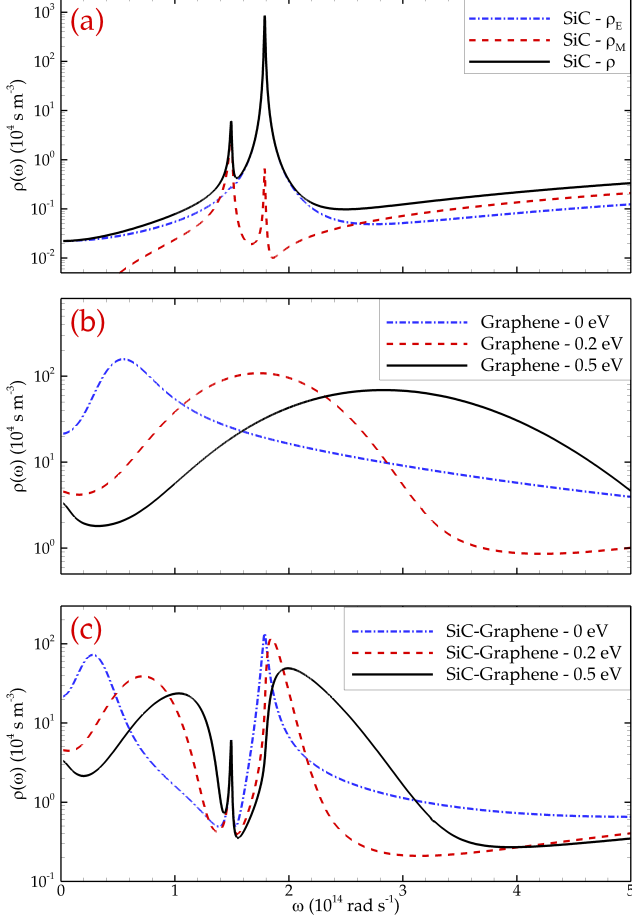 (a)
SiC - ρE
SiC - ρM
SiC - ρ
10³
10²
10¹
10⁰
10⁻¹
10⁻²
ρ(ω) (10⁴ s m⁻³)
(b)
Graphene - 0 eV
Graphene - 0.2 eV
Graphene - 0.5 eV
10²
10¹
10⁰
ρ(ω) (10⁴ s m⁻³)
(c)
SiC-Graphene - 0 eV
SiC-Graphene - 0.2 eV
SiC-Graphene - 0.5 eV
10²
10¹
10⁰
10⁻¹
ρ(ω) (10⁴ s m⁻³)
0 1 2 3 4 5
ω (10¹⁴ rad s⁻¹)